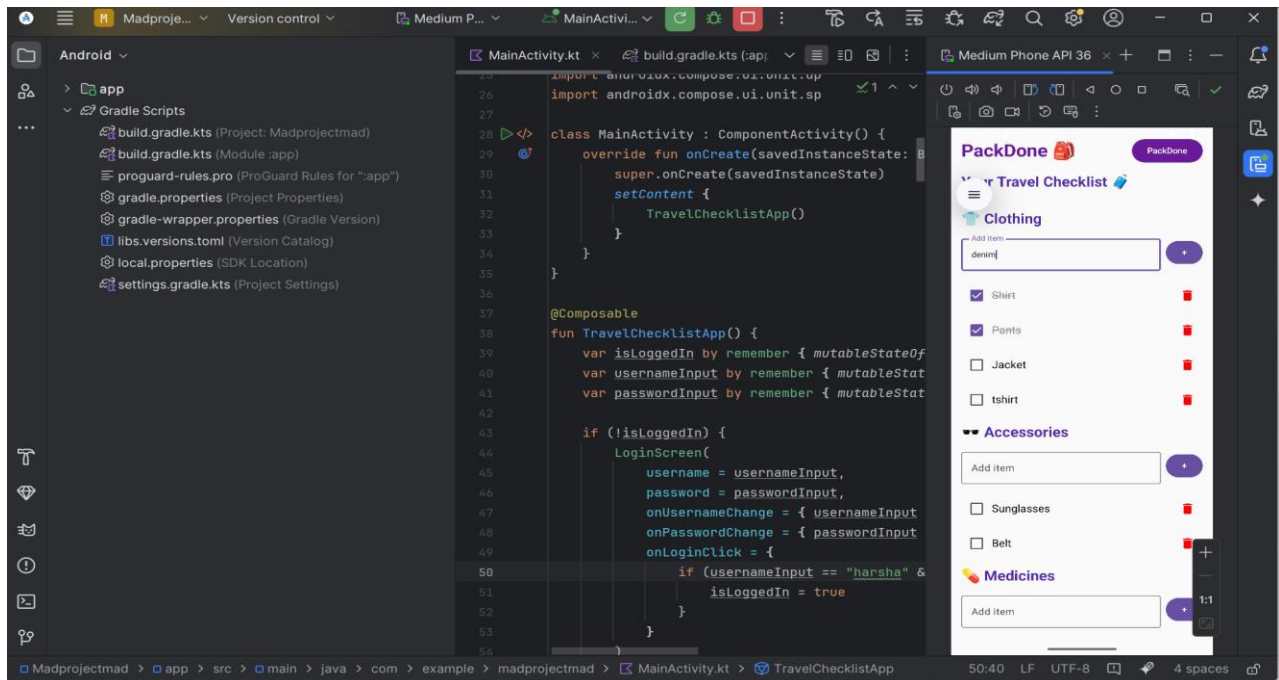 M Madproje... Version control Medium P... MainActivi...
Android
app
Gradle Scripts
build.gradle.kts (Project: Madprojectmad)
build.gradle.kts (Module :app)
proguard-rules.pro (ProGuard Rules for ":app")
gradle.properties (Project Properties)
gradle-wrapper.properties (Gradle Version)
libs.versions.toml (Version Catalog)
local.properties (SDK Location)
settings.gradle.kts (Project Settings)
MainActivity.kt build.gradle.kts (:app
1
25 import androidx.compose.ui.unit.dp
26 import androidx.compose.ui.unit.sp
27
28 class MainActivity : ComponentActivity() {
29 override fun onCreate(savedInstanceState: B
30 super.onCreate(savedInstanceState)
31 setContent {
32 TravelChecklistApp()
33 }
34 }
35 }
36
37 @Composable
38 fun TravelChecklistApp() {
39 var isLoggedIn by remember { mutableStateOf
40 var usernameInput by remember { mutableStat
41 var passwordInput by remember { mutableStat
42
43 if (!isLoggedIn) {
44 LoginScreen(
45 username = usernameInput,
46 password = passwordInput,
47 onUsernameChange = { usernameInput
48 onPasswordChange = { passwordInput
49 onLoginClick = {
50 if (usernameInput == "harsha" &
51 isLoggedIn = true
52 }
53 }
54 )
Medium Phone API 36
PackDone PackDone
Travel Checklist
Clothing
Add item
denim
+
Shirt
Pants
Jacket
tshirt
Accessories
Add item +
Sunglasses
Belt
Medicines
Add item +
1:1
Madprojectmad > app > src > main > java > com > example > madprojectmad > MainActivity.kt > TravelChecklistApp 50:40 LF UTF-8 4 spaces